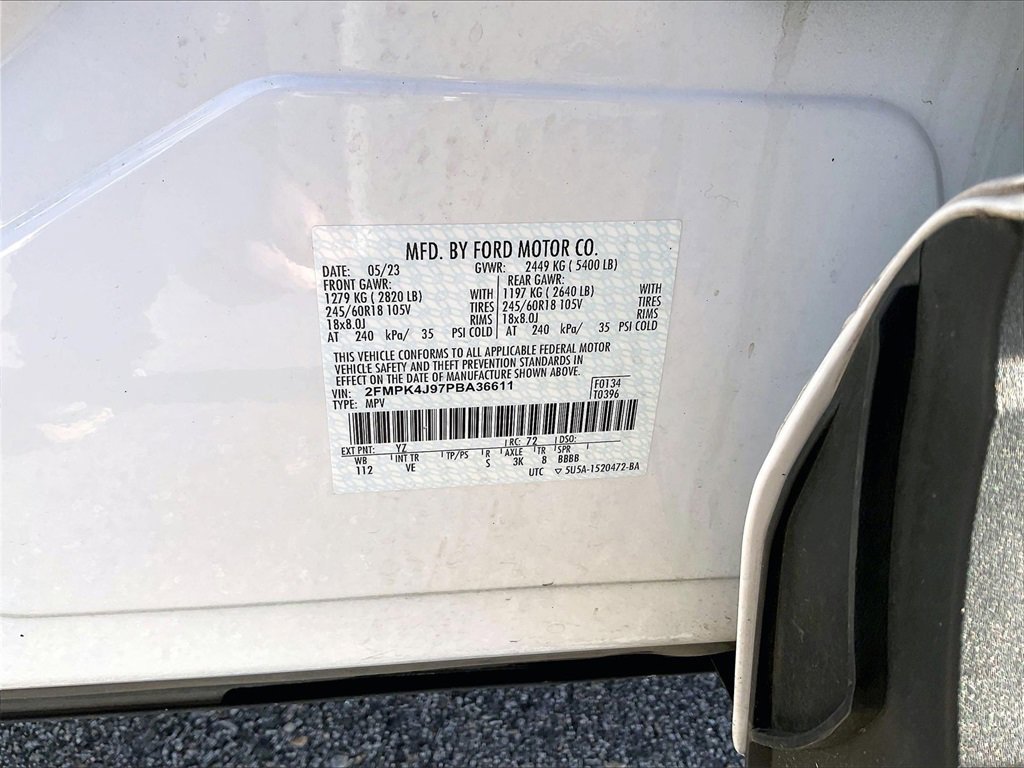 MFD. BY FORD MOTOR CO.
DATE: 05/23 GVWR: 2449 KG ( 5400 LB)
FRONT GAWR: REAR GAWR:
1279 KG ( 2820 LB) WITH 1197 KG ( 2640 LB) WITH
245/60R18 105V TIRES 245/60R18 105V TIRES
18x8.0J RIMS 18x8.0J RIMS
AT 240 kPa/ 35 PSI COLD AT 240 kPa/ 35 PSI COLD
THIS VEHICLE CONFORMS TO ALL APPLICABLE FEDERAL MOTOR
VEHICLE SAFETY AND THEFT PREVENTION STANDARDS IN
EFFECT ON THE DATE OF MANUFACTURE SHOWN ABOVE.
VIN: 2FMPK4J97PBA36611 F0134
TYPE: MPV T0396
EXT PNT: YZ RC: 72 DSO:
WB INT TR TP/PS R AXLE TR SPR
112 VE S 3K 8 BBBB
UTC ▽ 5U5A-1520472-BA